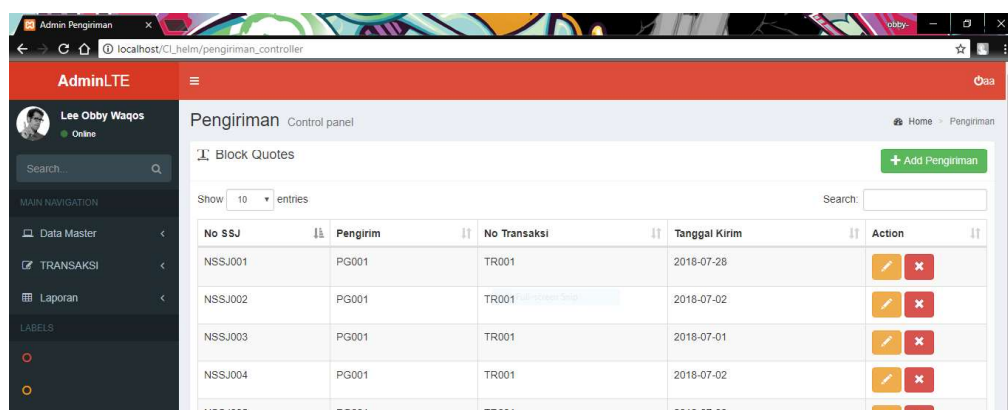 Admin Pengiriman
obby-
localhost/CI_helm/pengiriman_controller
AdminLTE
aa
Lee Obby Waqos
Online
Pengiriman Control panel
Home > Pengiriman
Block Quotes
Add Pengiriman
Search...
MAIN NAVIGATION
Show 10 entries
Search:
Data Master
TRANSAKSI
Laporan
LABELS
No SSJ Pengirim No Transaksi Tanggal Kirim Action
NSSJ001 PG001 TR001 2018-07-28
NSSJ002 PG001 TR001 2018-07-02
NSSJ003 PG001 TR001 2018-07-01
NSSJ004 PG001 TR001 2018-07-02